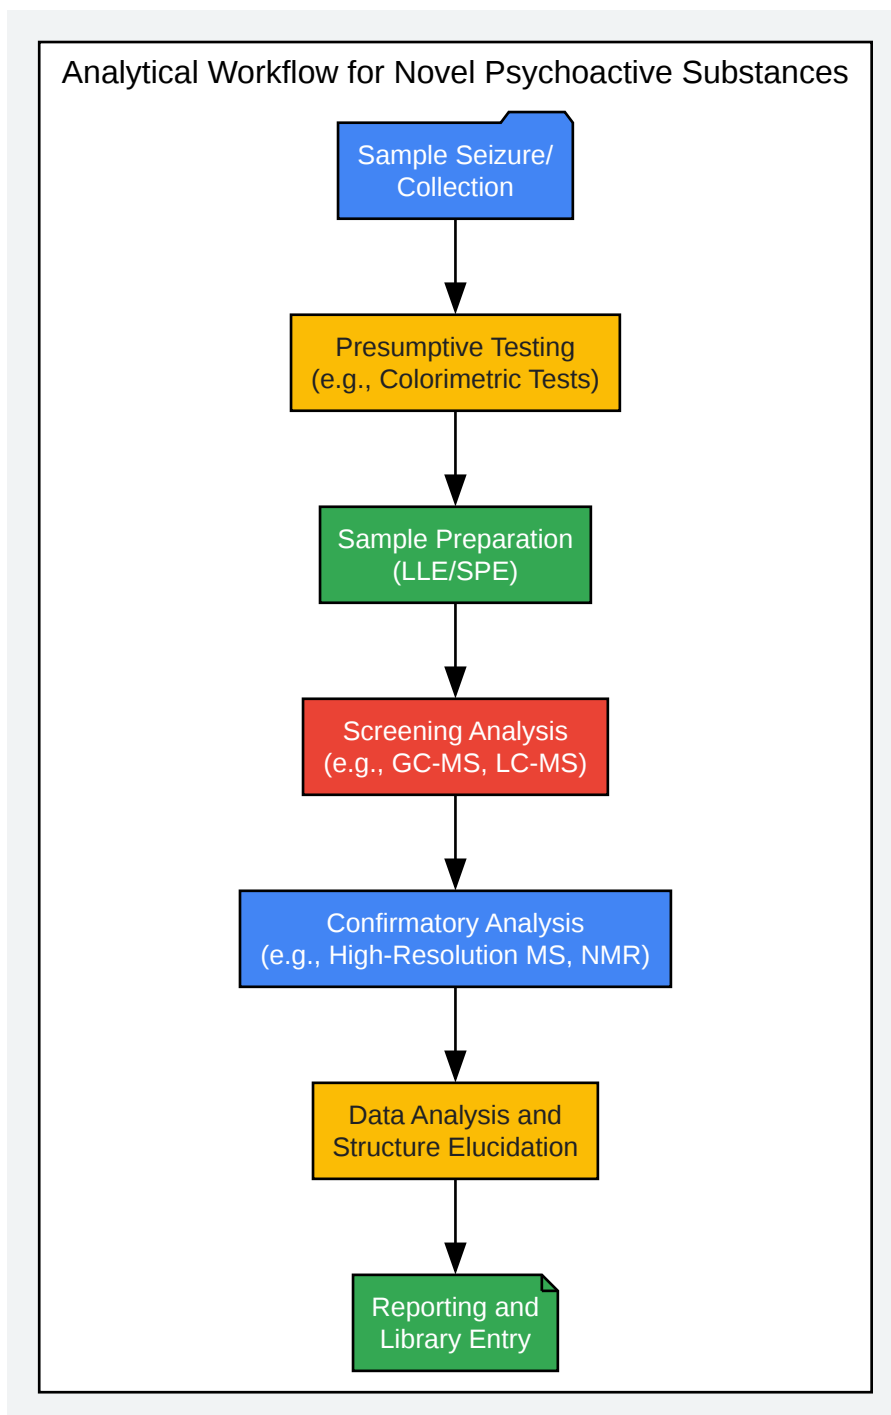 Analytical Workflow for Novel Psychoactive Substances
Sample Seizure/
Collection
Presumptive Testing
(e.g., Colorimetric Tests)
Sample Preparation
(LLE/SPE)
Screening Analysis
(e.g., GC-MS, LC-MS)
Confirmatory Analysis
(e.g., High-Resolution MS, NMR)
Data Analysis and
Structure Elucidation
Reporting and
Library Entry